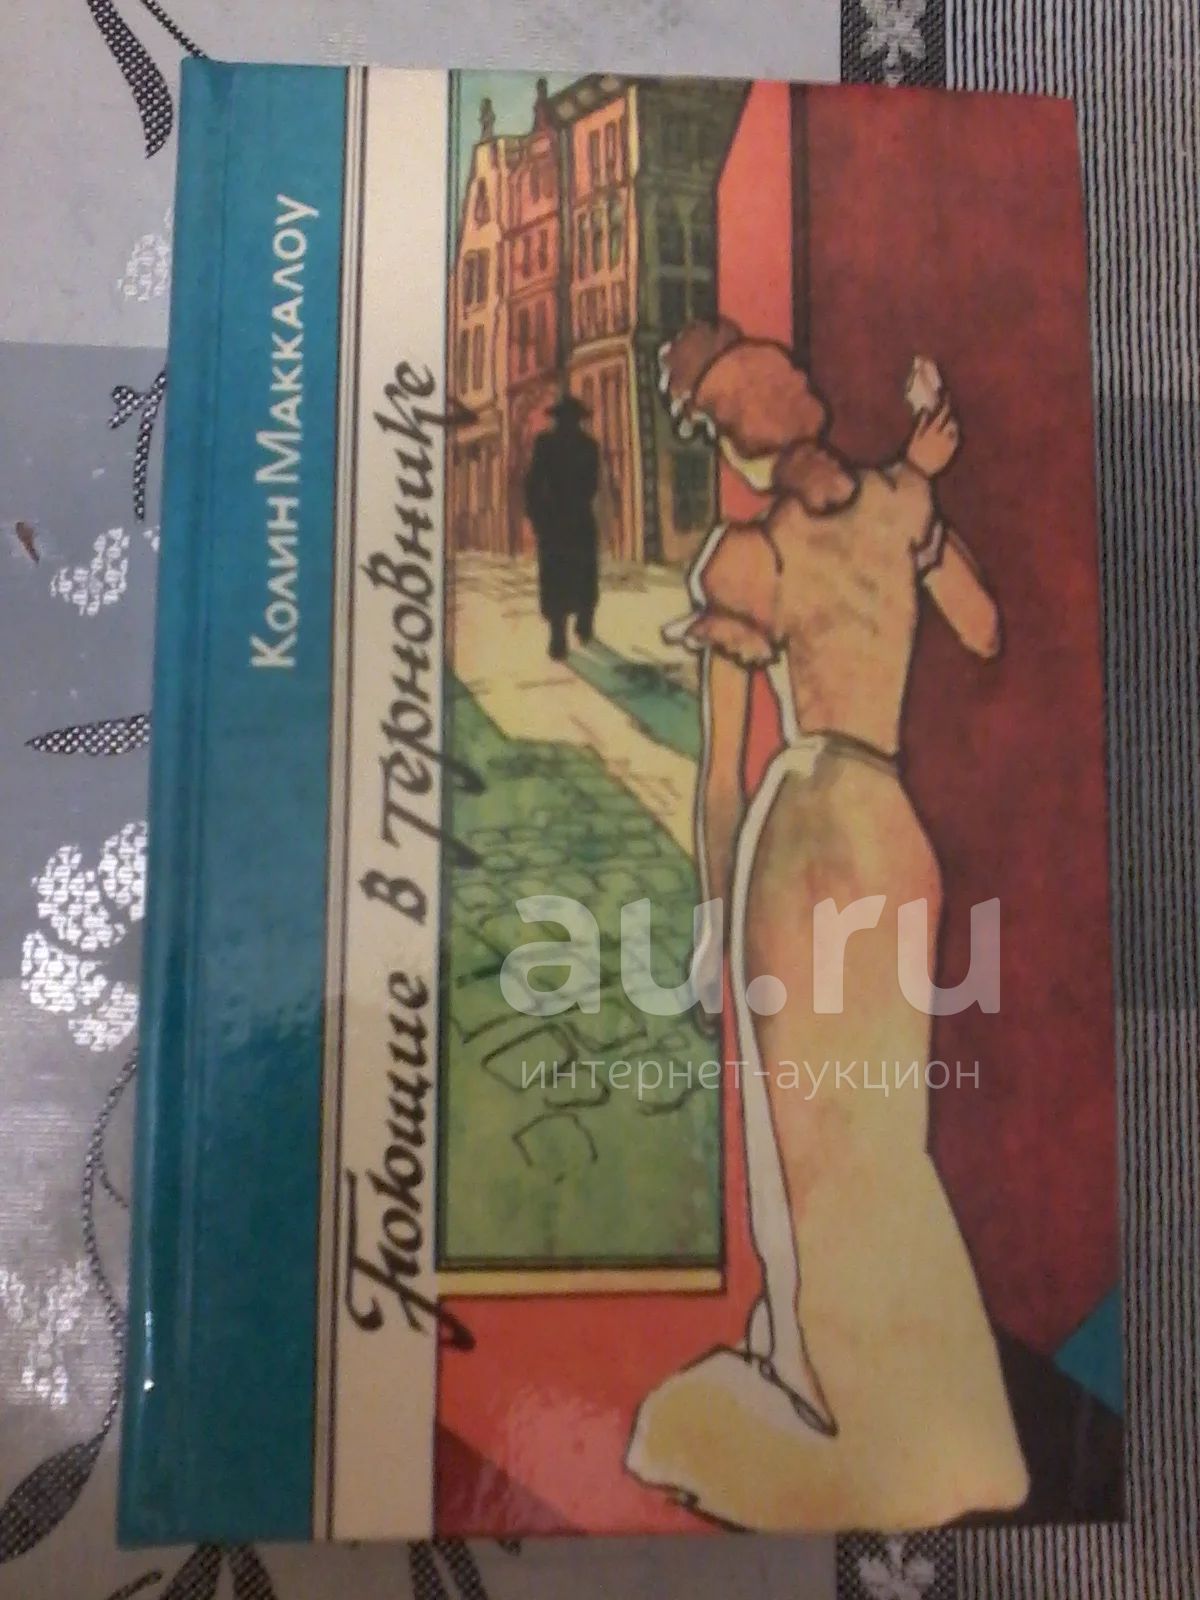 Колин Маккалоу
Поющие в терновнике
au.ru
интернет-аукцион